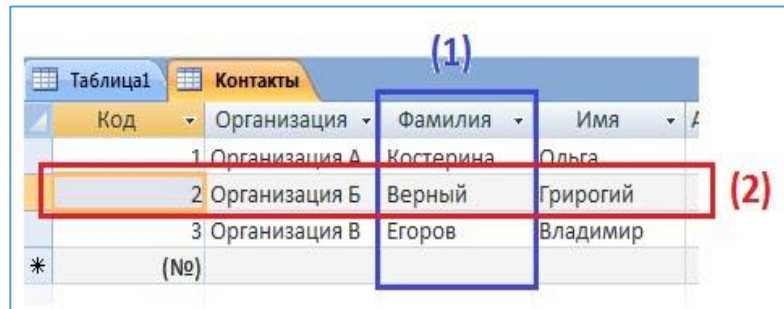 (1)
Таблица1 Контакты
Код Организация Фамилия Имя
1 Организация А Костерина Ольга
2 Организация Б Верный Грирогий (2)
3 Организация В Егоров Владимир
* (№)